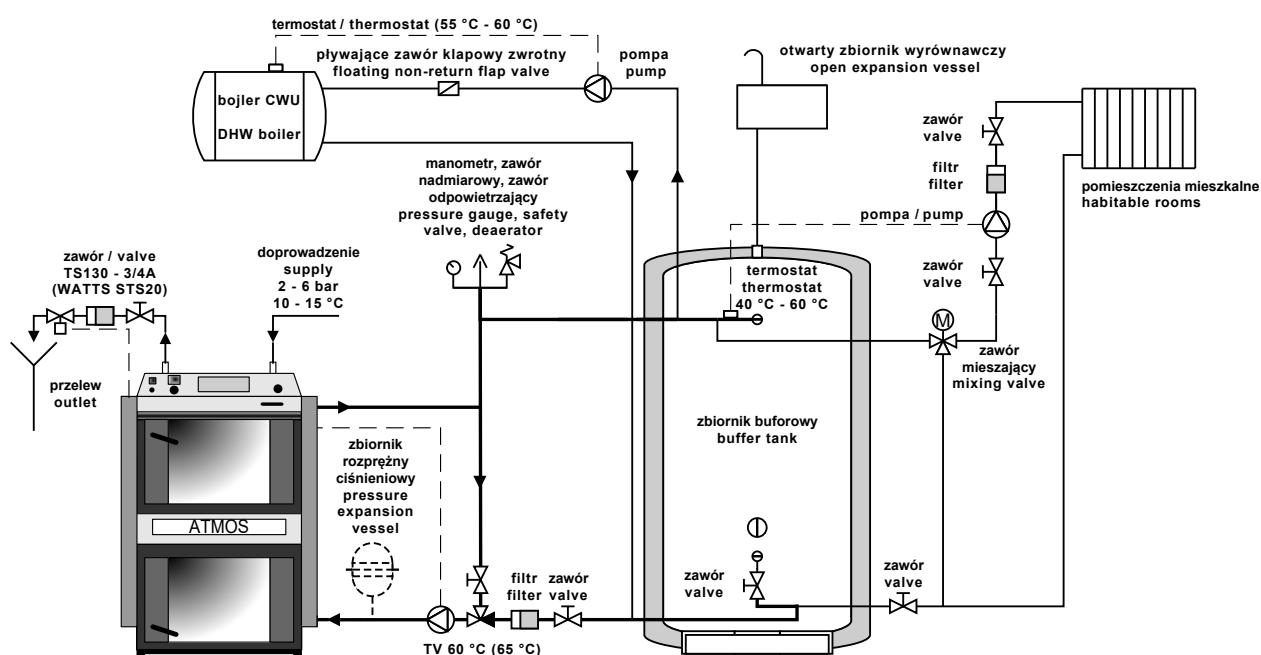 termostat / thermostat (55 °C - 60 °C)
pływające zawór klapowy zwrotny
floating non-return flap valve
pompa
pump
otwarty zbiornik wyrównawczy
open expansion vessel
bojler CWU
DHW boiler
zawór
valve
filtr
filter
pomieszczenia mieszkalne
habitable rooms
manometr, zawór
nadmiarowy, zawór
odpowietrzający
pressure gauge, safety
valve, deaerator
pompa / pump
zawór
valve
zawór / valve
TS130 - 3/4A
(WATTS STS20)
doprowadzenie
supply
2 - 6 bar
10 - 15 °C
termostat
thermostat
40 °C - 60 °C
M
zawór
mieszający
mixing valve
przelew
outlet
zbiornik buforowy
buffer tank
zbiornik
rozprężny
ciśnieniowy
pressure
expansion
vessel
ATMOS
filtr
filter
zawór
valve
zawór
valve
zawór
valve
TV 60 °C (65 °C)